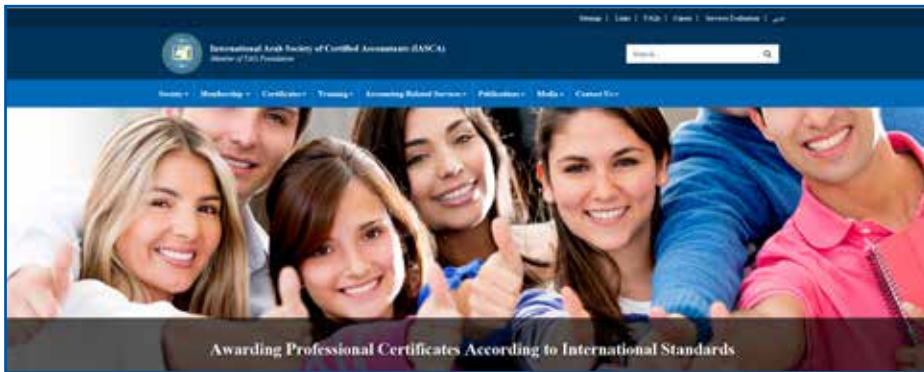 Sitemap | Links | FAQs | Career | Services Evaluation | عربي
International Arab Society of Certified Accountants (IASCA)
Member of TAG Foundation
Search...
Society Membership Certificates Training Accounting Related Services Publications Media Contact Us
Awarding Professional Certificates According to International Standards